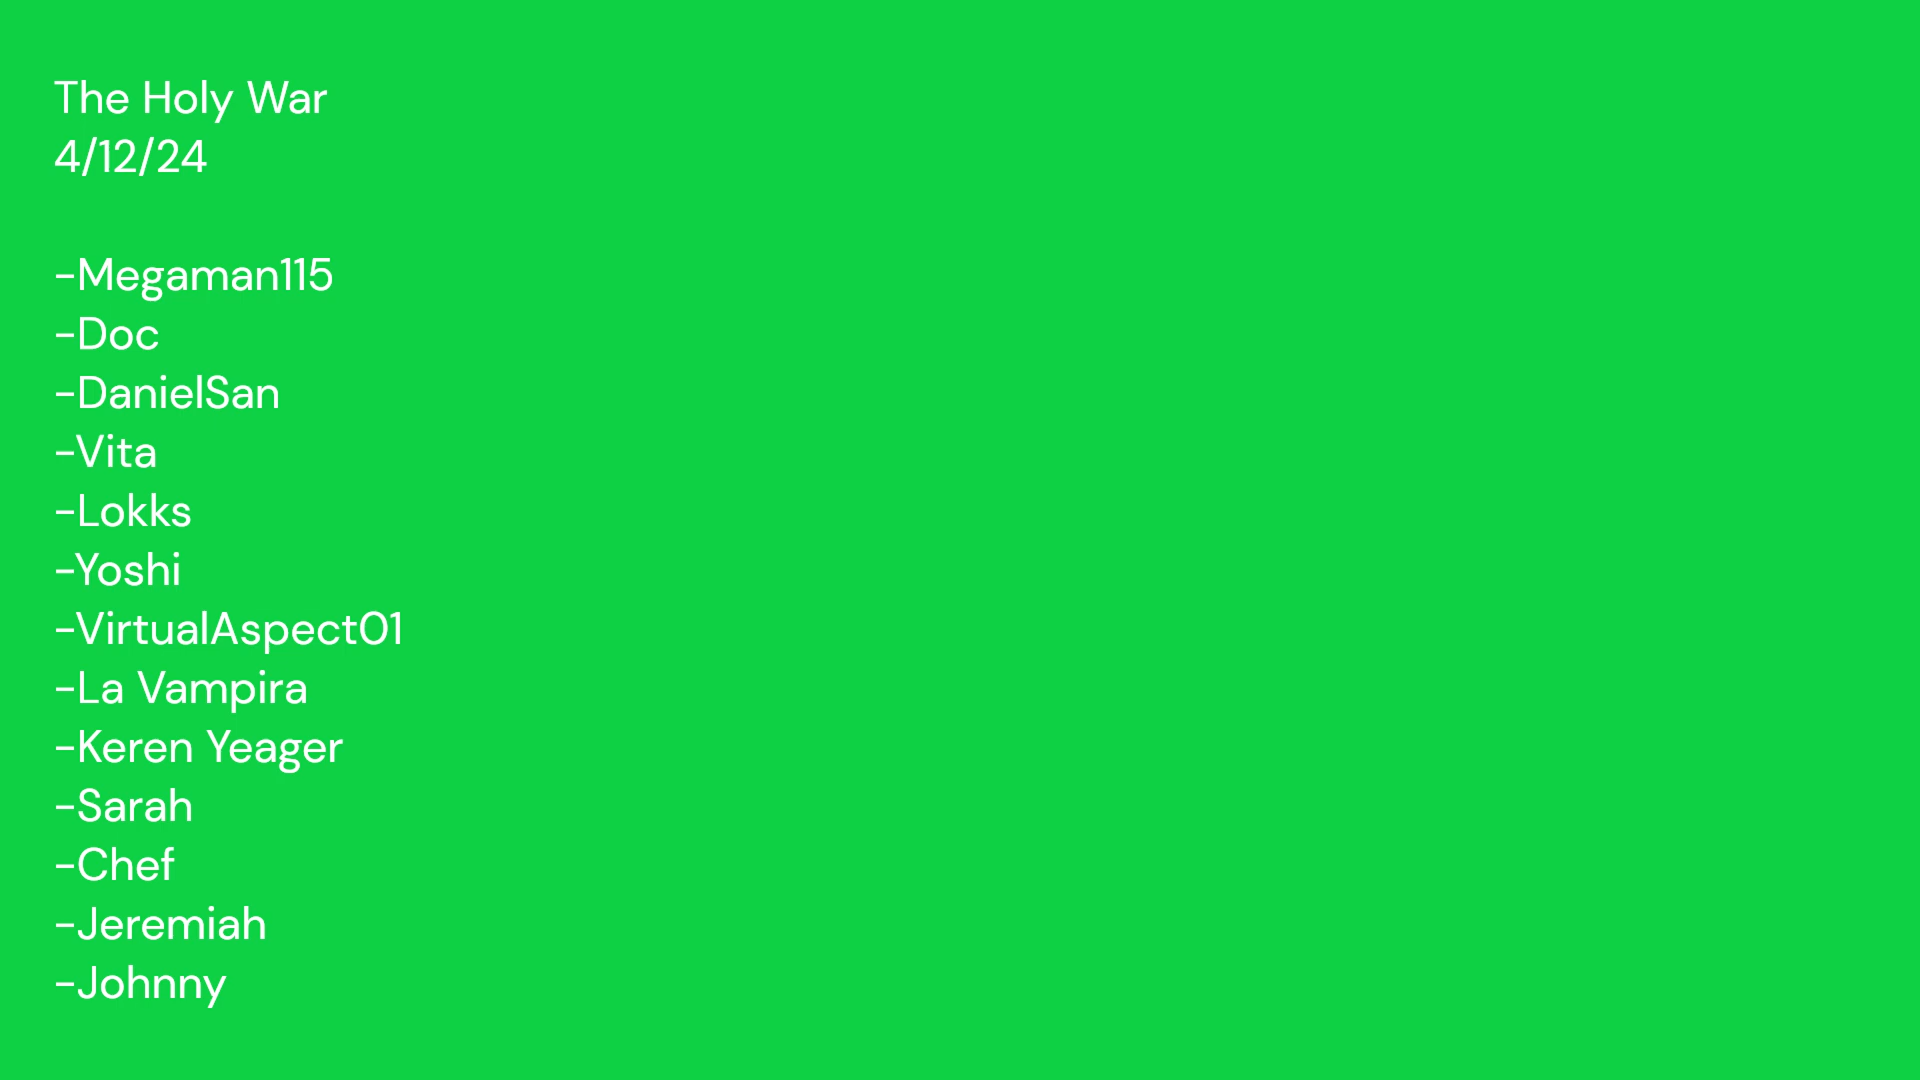 The Holy War
4/12/24
-Megaman115
-Doc
-DanielSan
-Vita
-Lokks
-Yoshi
-VirtualAspect01
-La Vampira
-Keren Yeager
-Sarah
-Chef
-Jeremiah
-Johnny